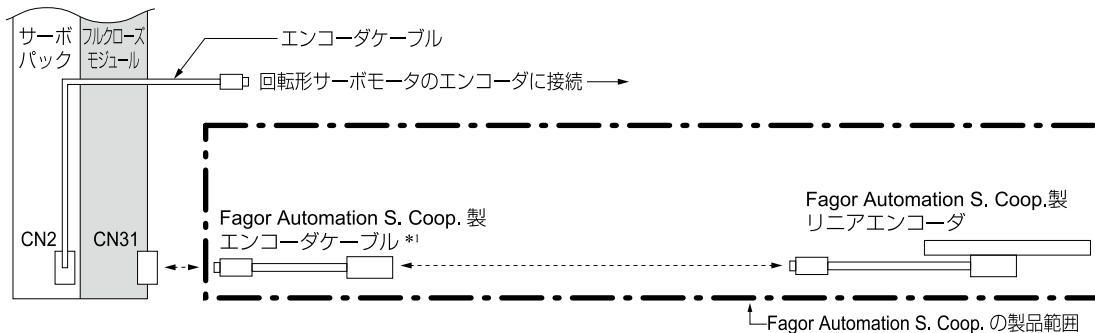 サーボ
パック
フルクローズ
モジュール
エンコーダケーブル
回転形サーボモータのエンコーダに接続
Fagor Automation S. Coop. 製
エンコーダケーブル *1
Fagor Automation S. Coop.製
リニアエンコーダ
CN2
CN31
Fagor Automation S. Coop. の製品範囲